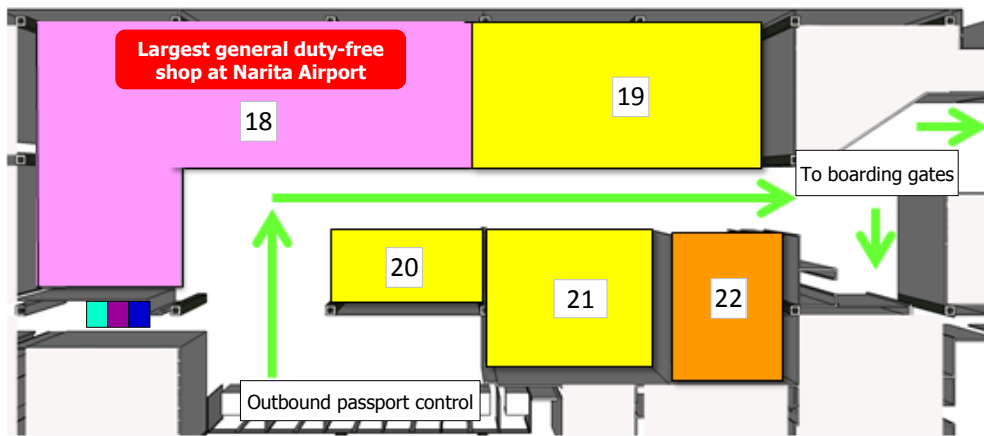 Largest general duty-free
shop at Narita Airport
18
19
To boarding gates
20
21
22
Outbound passport control